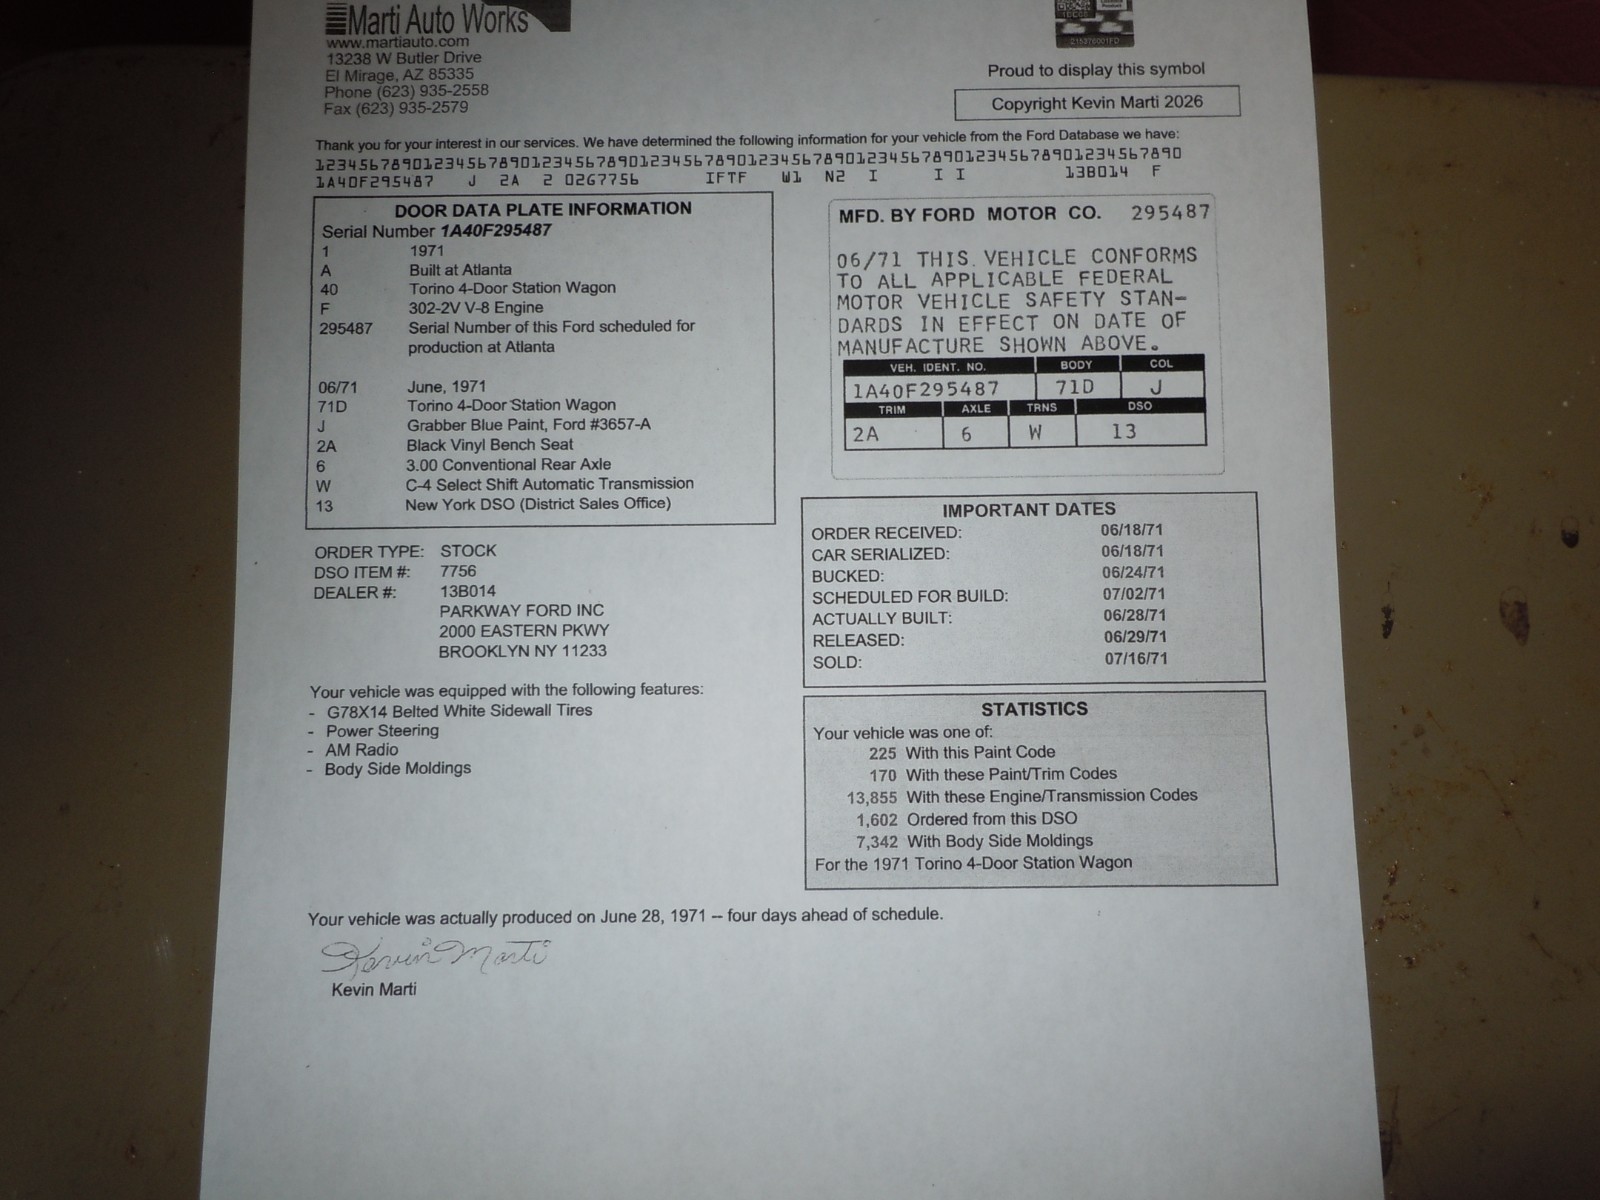 Marti Auto Works
www.martiauto.com
13238 W Butler Drive
El Mirage, AZ 85335
Phone (623) 935-2558
Fax (623) 935-2579
Proud to display this symbol
Copyright Kevin Marti 2026
Thank you for your interest in our services. We have determined the following information for your vehicle from the Ford Database we have:
12345678901234567890123456789012345678901234567890123456789012345678901234567890
1A40F295487 J 2A 2 02G7756 IFTF W1 N2 I I I 13B014 F
DOOR DATA PLATE INFORMATION
Serial Number 1A40F295487
1 1971
A Built at Atlanta
40 Torino 4-Door Station Wagon
F 302-2V V-8 Engine
295487 Serial Number of this Ford scheduled for
production at Atlanta
06/71 June, 1971
71D Torino 4-Door Station Wagon
J Grabber Blue Paint, Ford #3657-A
2A Black Vinyl Bench Seat
6 3.00 Conventional Rear Axle
W C-4 Select Shift Automatic Transmission
13 New York DSO (District Sales Office)
MFD. BY FORD MOTOR CO. 295487
06/71 THIS VEHICLE CONFORMS
TO ALL APPLICABLE FEDERAL
MOTOR VEHICLE SAFETY STAN-
DARDS IN EFFECT ON DATE OF
MANUFACTURE SHOWN ABOVE.
VEH. IDENT. NO. BODY COL
1A40F295487 71D J
TRIM AXLE TRNS DSO
2A 6 W 13
ORDER TYPE: STOCK
DSO ITEM #: 7756
DEALER #: 13B014
PARKWAY FORD INC
2000 EASTERN PKWY
BROOKLYN NY 11233
IMPORTANT DATES
ORDER RECEIVED: 06/18/71
CAR SERIALIZED: 06/18/71
BUCKED: 06/24/71
SCHEDULED FOR BUILD: 07/02/71
ACTUALLY BUILT: 06/28/71
RELEASED: 06/29/71
SOLD: 07/16/71
Your vehicle was equipped with the following features:
- G78X14 Belted White Sidewall Tires
- Power Steering
- AM Radio
- Body Side Moldings
STATISTICS
Your vehicle was one of:
225 With this Paint Code
170 With these Paint/Trim Codes
13,855 With these Engine/Transmission Codes
1,602 Ordered from this DSO
7,342 With Body Side Moldings
For the 1971 Torino 4-Door Station Wagon
Your vehicle was actually produced on June 28, 1971 -- four days ahead of schedule.
Kevin Marti
Kevin Marti